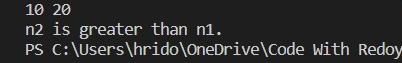 10 20
n2 is greater than n1.
PS C:\Users\hrido\OneDrive\Code With Redoy